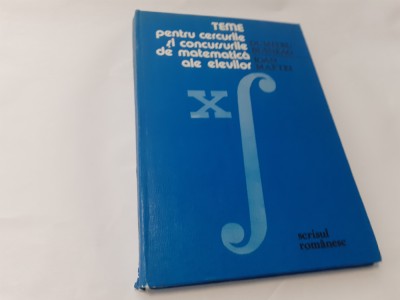 TEME
pentru cercurile
și concursurile
de matematică
ale elevilor
x∫
scrisul
românesc